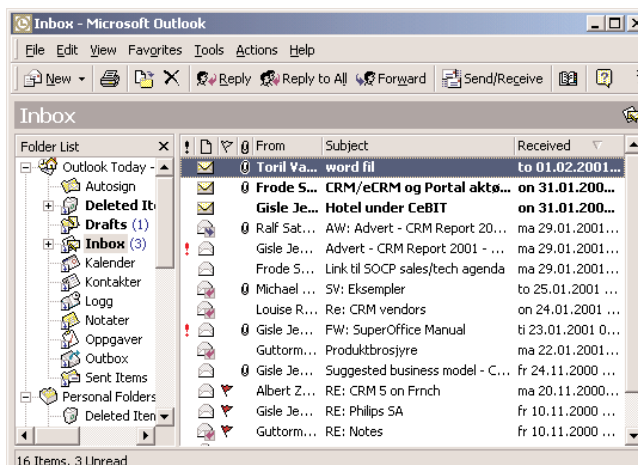 Inbox - Microsoft Outlook
File Edit View Favorites Tools Actions Help
New Reply Reply to All Forward Send/Receive
Inbox
Folder List
Outlook Today -
Autosign
Deleted It
Drafts (1)
Inbox (3)
Kalender
Kontakter
Logg
Notater
Oppgaver
Outbox
Sent Items
Personal Folders
Deleted Iten
! From Subject Received
Toril Va... word fil to 01.02.2001...
Frode S... CRM/eCRM og Portal aktø... on 31.01.200...
Gisle Je... Hotel under CeBIT on 31.01.200...
Ralf Sat... AW: Advert - CRM Report 20... ma 29.01.2001...
! Gisle Je... Advert - CRM Report 2001 - ... ma 29.01.2001...
Frode S... Link til SOCP sales/tech agenda ma 29.01.2001...
Michael ... SV: Eksempler to 25.01.2001 ...
Louise R... Re: CRM vendors on 24.01.2001 ...
! Gisle Je... FW: SuperOffice Manual ti 23.01.2001 0...
Guttorm... Produktbrosjyre ma 22.01.2001...
Gisle Je... Suggested business model - C... fr 24.11.2000 ...
Albert Z... RE: CRM 5 on Frnch ma 20.11.2000...
Gisle Je... RE: Philips SA fr 10.11.2000 ...
Guttorm... RE: Notes fr 10.11.2000 ...
16 Items, 3 Unread